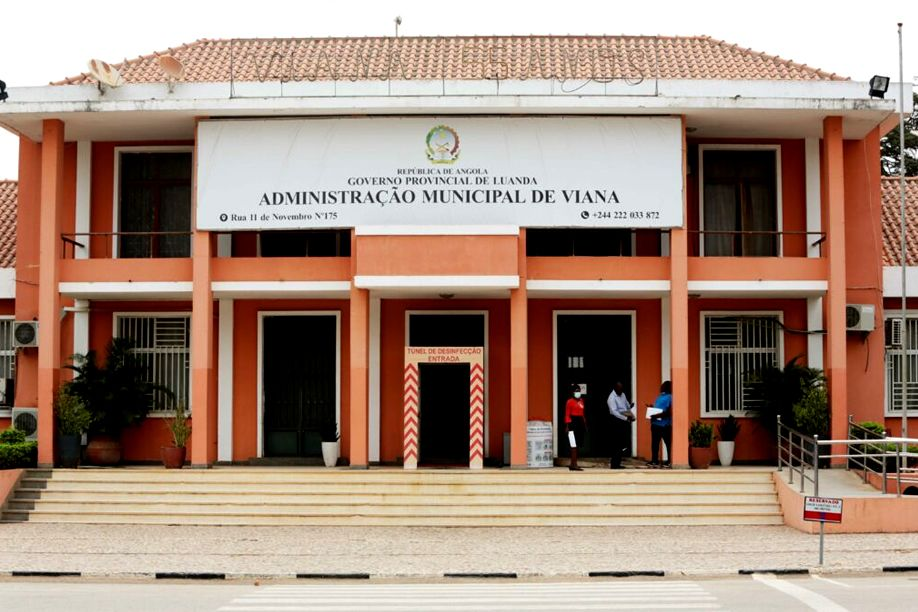 REPÚBLICA DE ANGOLA
GOVERNO PROVINCIAL DE LUANDA
ADMINISTRAÇÃO MUNICIPAL DE VIANA
Rua 11 de Novembro Nº175
+244 222 033 872
TUNEL DE DESINFECÇÃO
ENTRADA
RESERVADO